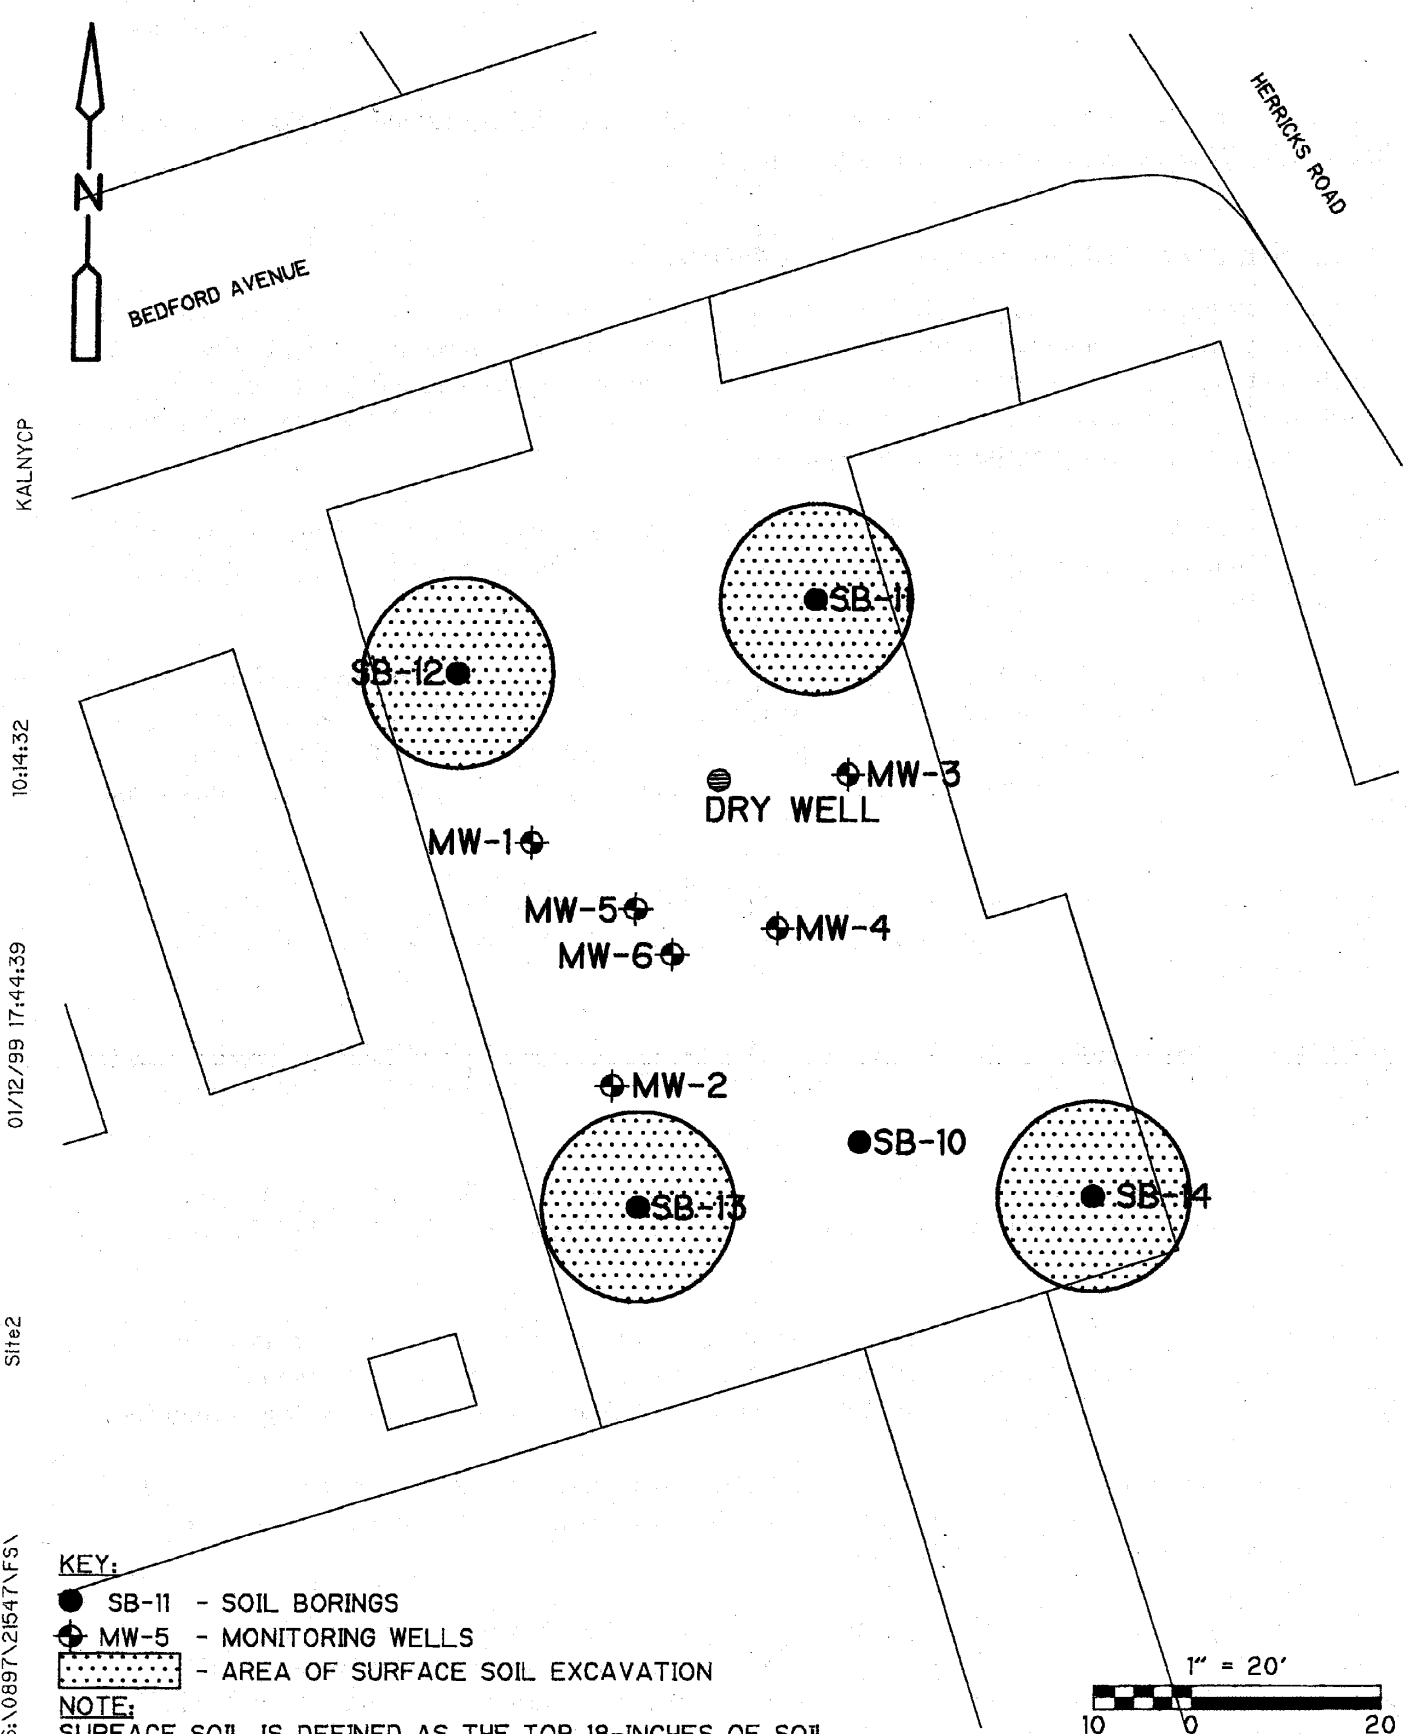 HERRICKS ROAD
N
BEDFORD AVENUE
KALNYCP
SB-11
SB-12
10:14:32
MW-3
DRY WELL
MW-1
MW-5
MW-4
MW-6
01/12/99 17:44:39
MW-2
SB-10
SB-13
SB-14
Site2
S:\0897\21547\FS\
KEY:
SB-11 - SOIL BORINGS
MW-5 - MONITORING WELLS
- AREA OF SURFACE SOIL EXCAVATION
NOTE:
SURFACE SOIL IS DEFINED AS THE TOP 18-INCHES OF SOIL
1" = 20'
10 0 20